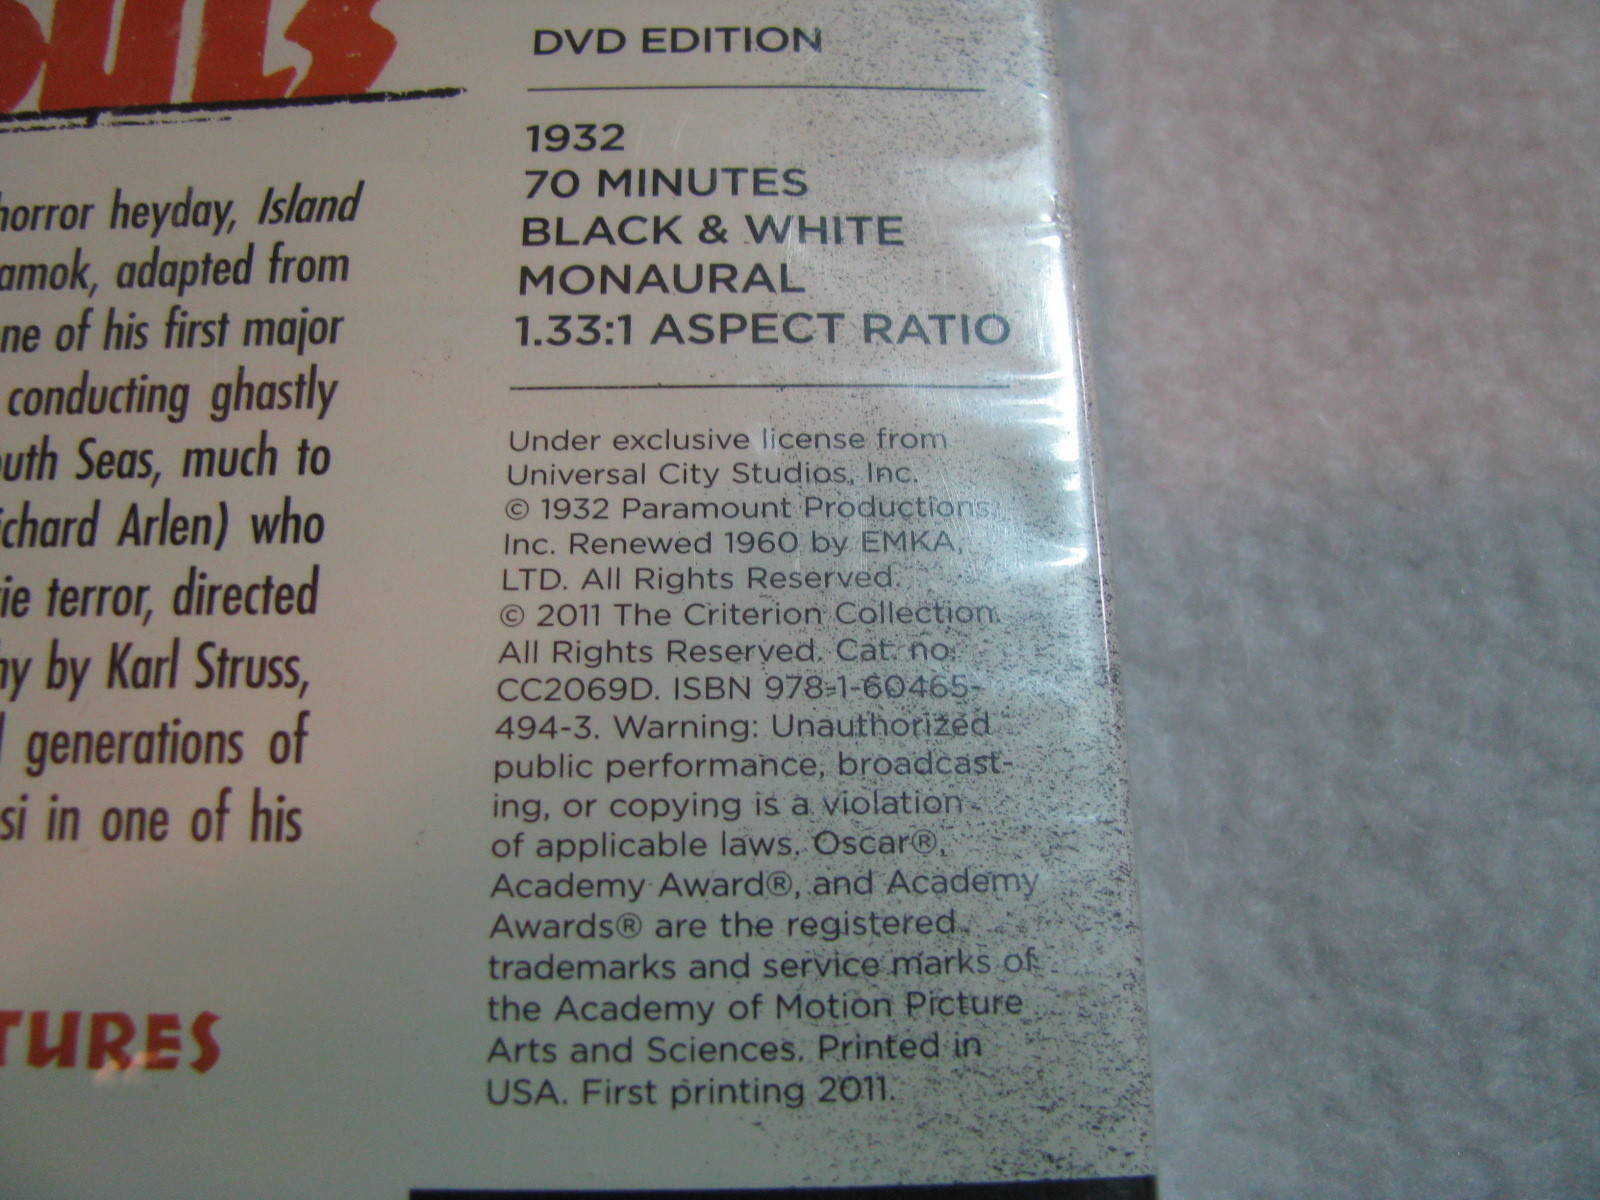 DVD EDITION
1932
70 MINUTES
BLACK & WHITE
MONAURAL
1.33:1 ASPECT RATIO
horror heyday, Island
amok, adapted from
ne of his first major
conducting ghastly
outh Seas, much to
ichard Arlen) who
ie terror, directed
hy by Karl Struss,
generations of
si in one of his
TURES
Under exclusive license from
Universal City Studios, Inc.
© 1932 Paramount Productions,
Inc. Renewed 1960 by EMKA,
LTD. All Rights Reserved.
© 2011 The Criterion Collection.
All Rights Reserved. Cat. no.
CC2069D. ISBN 978-1-60465-
494-3. Warning: Unauthorized
public performance, broadcast-
ing, or copying is a violation
of applicable laws. Oscar®,
Academy Award®, and Academy
Awards® are the registered
trademarks and service marks of
the Academy of Motion Picture
Arts and Sciences. Printed in
USA. First printing 2011.